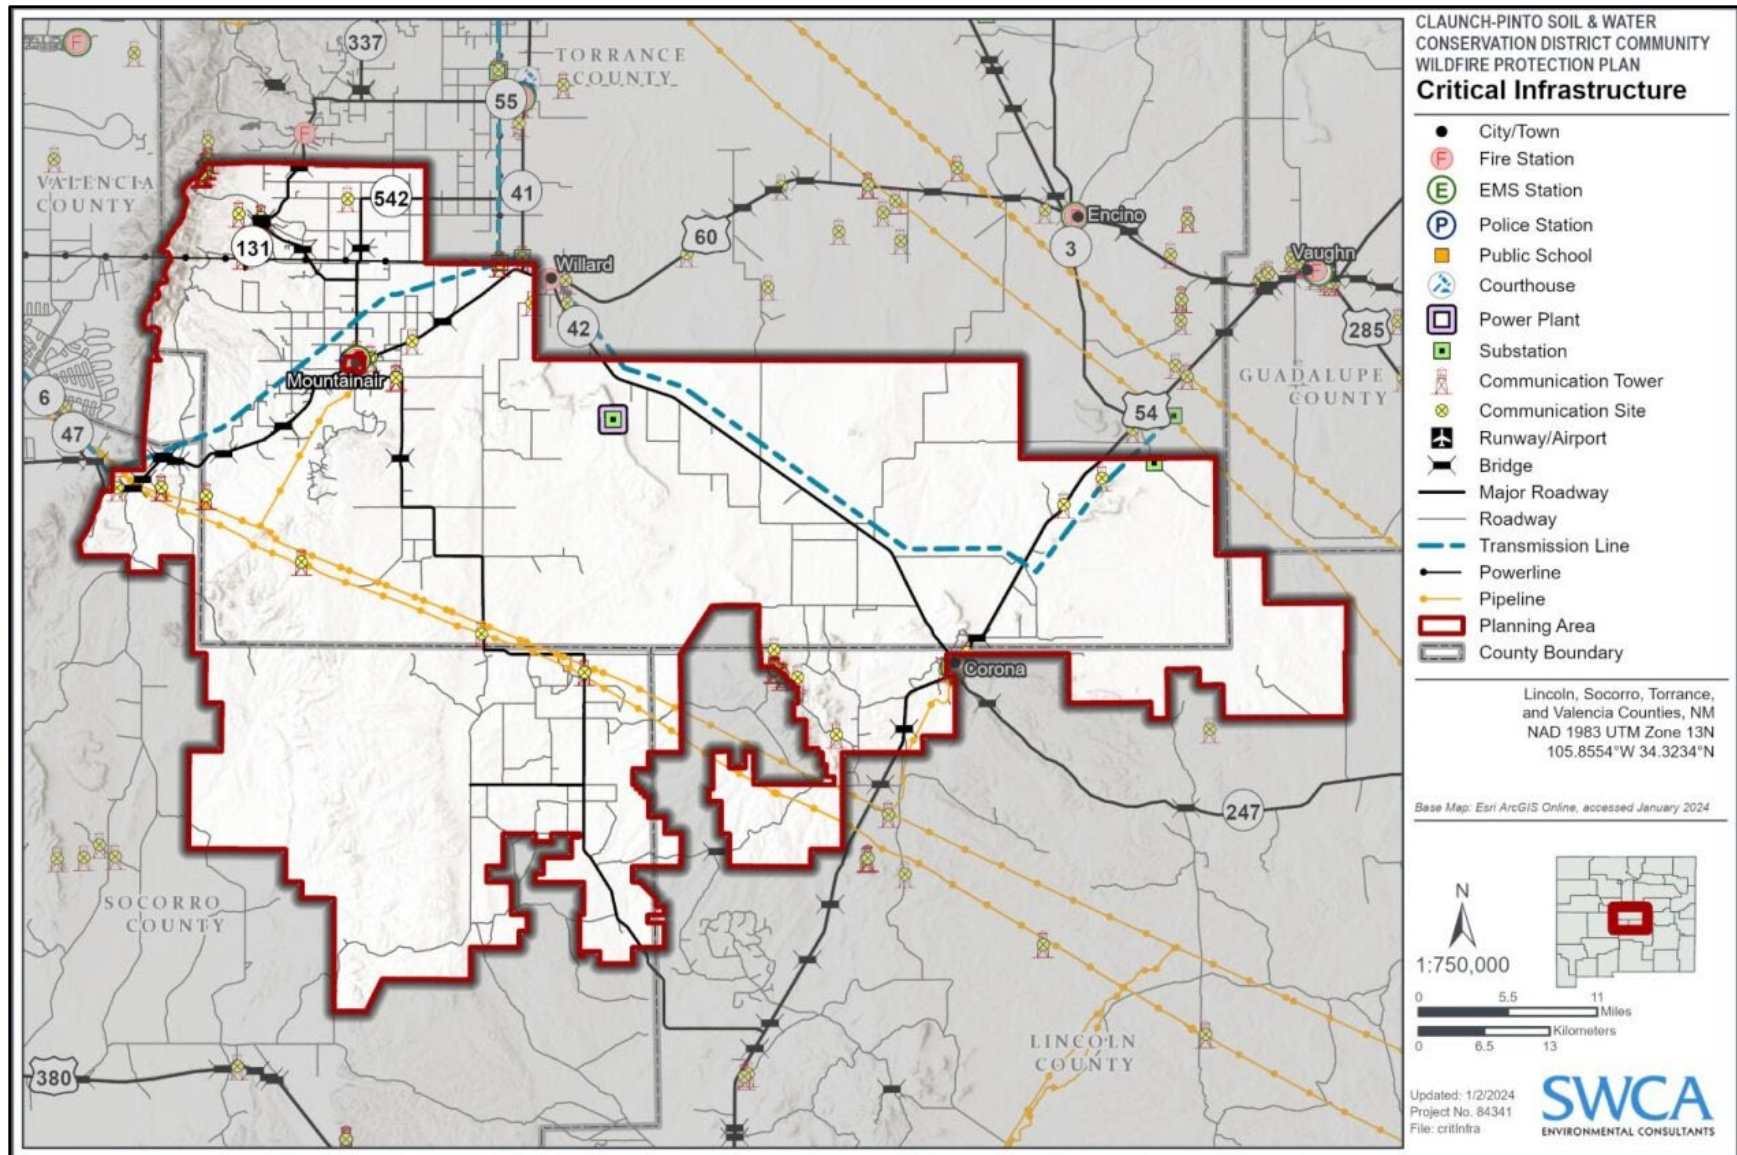 CLAUNCH-PINTO SOIL & WATER
CONSERVATION DISTRICT COMMUNITY
WILDFIRE PROTECTION PLAN
Critical Infrastructure
City/Town
F
Fire Station
E
EMS Station
P
Police Station
Public School
Courthouse
Power Plant
Substation
Communication Tower
Communication Site
Runway/Airport
Bridge
Major Roadway
Roadway
Transmission Line
Powerline
Pipeline
Planning Area
County Boundary
Lincoln, Socorro, Torrance,
and Valencia Counties, NM
NAD 1983 UTM Zone 13N
105.8554°W 34.3234°N
Base Map: Esri ArcGIS Online, accessed January 2024
N
1:750,000
0 5.5 11
Miles
Kilometers
0 6.5 13
Updated: 1/2/2024
Project No. 84341
File: critInfra
SWCA
ENVIRONMENTAL CONSULTANTS
F
337
TORRANCE
COUNTY
55
F
VALENCIA
COUNTY
542
41
131
60
Encino
3
Willard
Vaughn
42
285
Mountainair
6
47
GUADALUPE
COUNTY
54
Corona
247
SOCORRO
COUNTY
LINCOLN
COUNTY
380